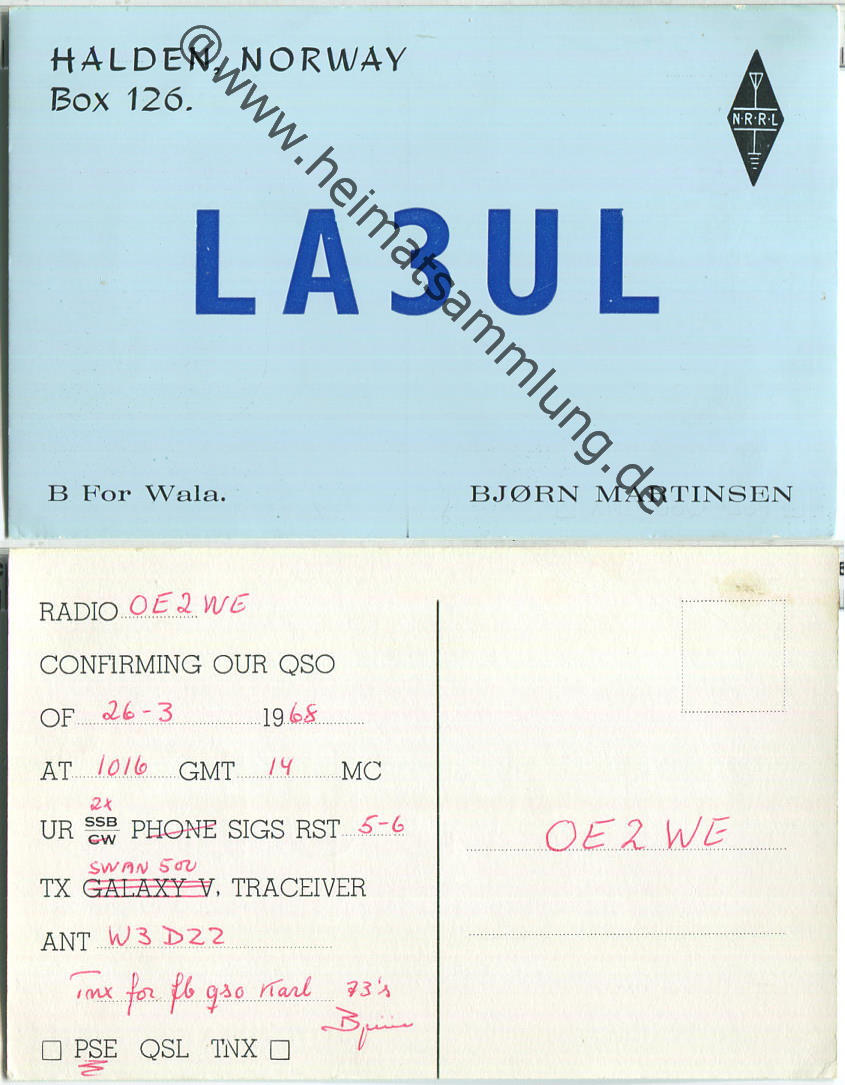 HALDEN, NORWAY
Box 126.
N·R·R·L
LA3UL
B For Wala.
BJØRN MARTINSEN
@www.heimatsammlung.de
RADIO OE2WE
CONFIRMING OUR QSO
OF 26-3 1968
AT 1016 GMT 14 MC
2x
UR SSB CW PHONE SIGS RST 5-6
SWAN 500
TX GALAXY V, TRACEIVER
ANT W3DZZ
Tnx for fb qso Karl 73's
PSE QSL TNX
OE2WE